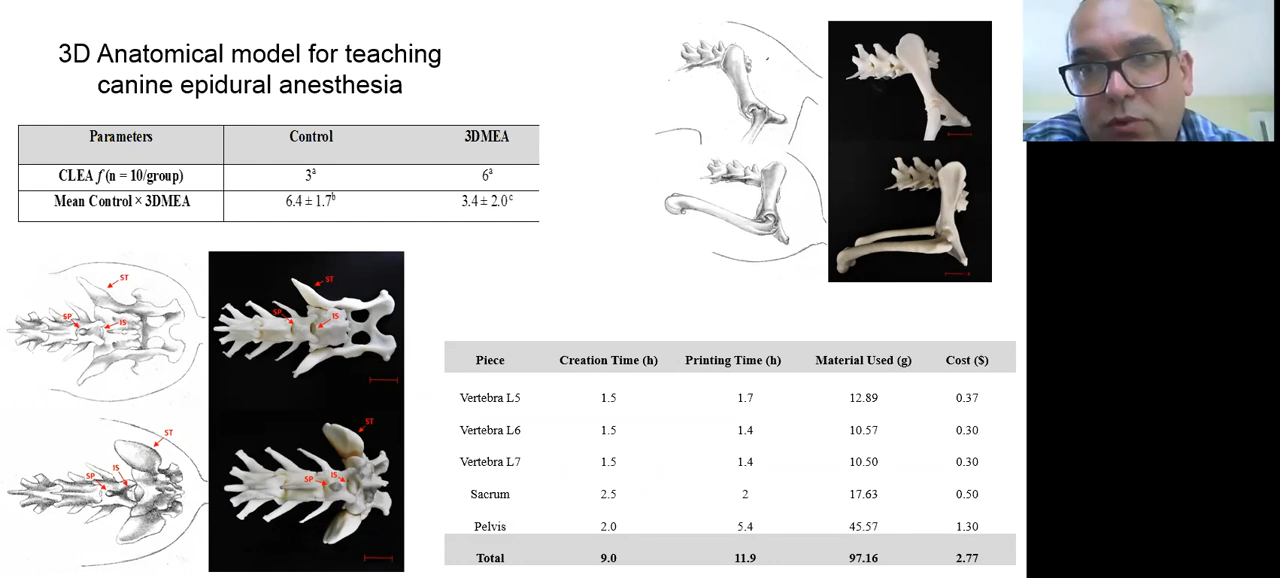 3D Anatomical model for teaching
canine epidural anesthesia
Parameters Control 3DMEA
CLEA f (n = 10/group) 3ª 6ª
Mean Control × 3DMEA 6.4 ± 1.7ᵇ 3.4 ± 2.0ᶜ
ST
SP
IS
ST
SP
IS
ST
SP
IS
ST
SP
IS
Piece Creation Time (h) Printing Time (h) Material Used (g) Cost ($)
Vertebra L5 1.5 1.7 12.89 0.37
Vertebra L6 1.5 1.4 10.57 0.30
Vertebra L7 1.5 1.4 10.50 0.30
Sacrum 2.5 2 17.63 0.50
Pelvis 2.0 5.4 45.57 1.30
Total 9.0 11.9 97.16 2.77